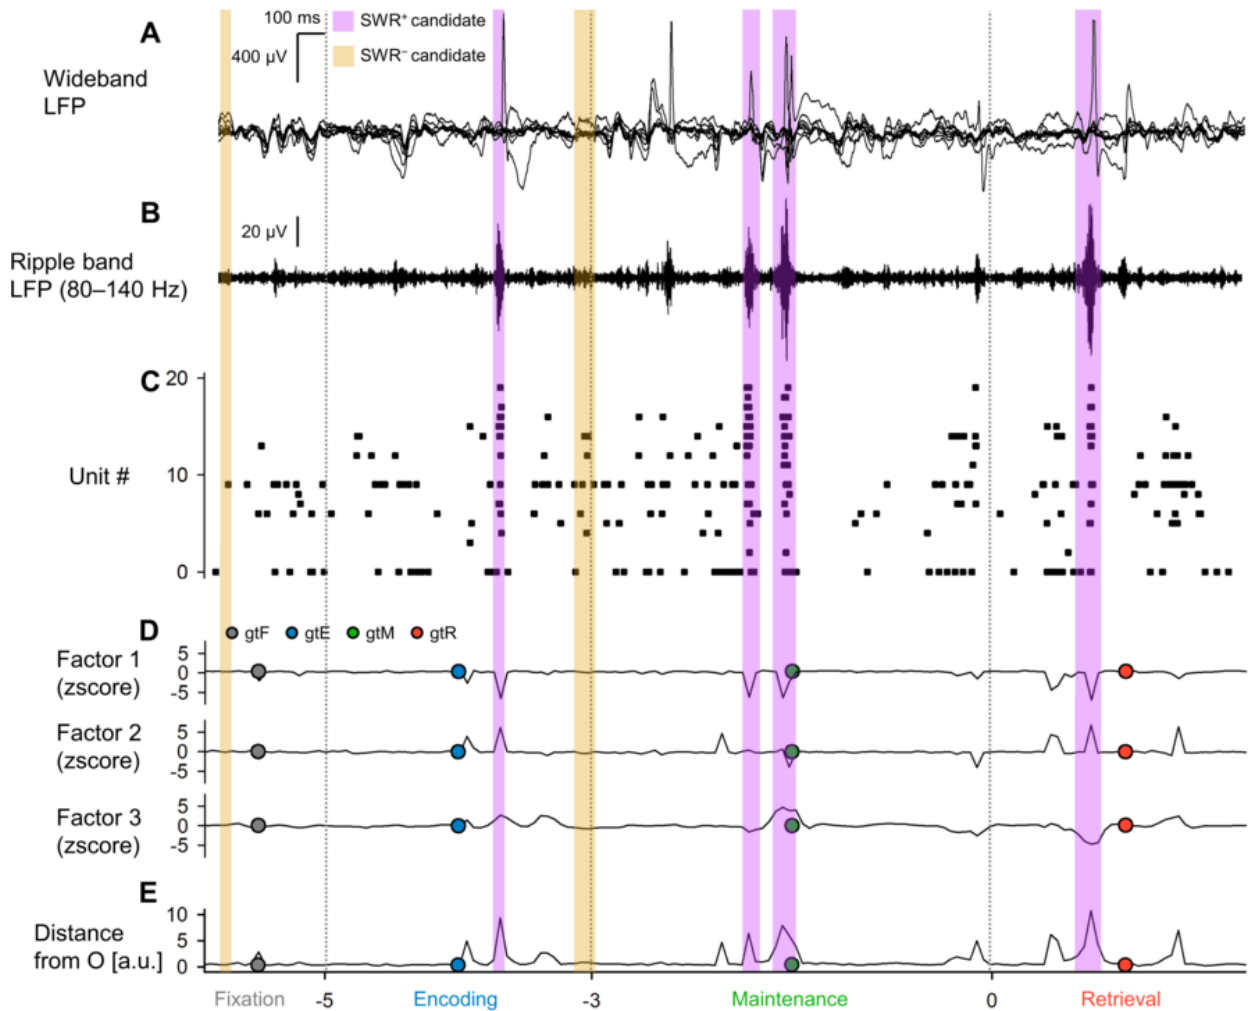 A
100 ms
400 µV
SWR⁺ candidate
SWR⁻ candidate
Wideband
LFP
B
20 µV
Ripple band
LFP (80–140 Hz)
C
20
10
0
Unit #
D
gtF
gtE
gtM
gtR
Factor 1
(zscore)
5
0
-5
Factor 2
(zscore)
5
0
-5
Factor 3
(zscore)
5
0
-5
E
Distance
from O [a.u.]
10
5
0
Fixation
-5
Encoding
-3
Maintenance
0
Retrieval